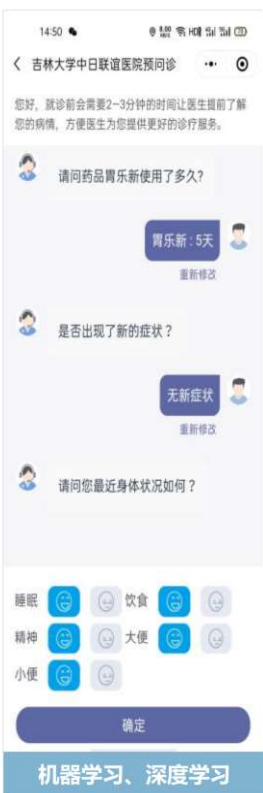 14:50
吉林大学中日联谊医院预问诊
您好，就诊前会需要2-3分钟的时间让医生提前了解
您的病情，方便医生为您提供更好的诊疗服务。
请问药品胃乐新使用了多久?
胃乐新：5天
重新修改
是否出现了新的症状？
无新症状
重新修改
请问您最近身体状况如何？
睡眠 饮食
精神 大便
小便
确定
机器学习、深度学习